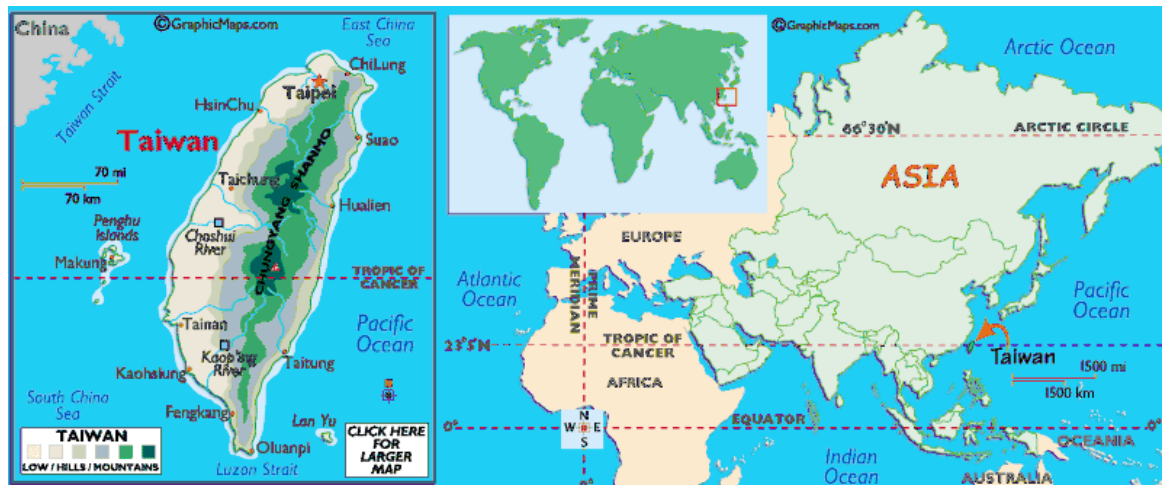 China
©GraphicMaps.com
East China
Sea
Taiwan Strait
ChiLung
Taipei
HsinChu
Taiwan
Suao
70 mi
70 km
Taichung
CHUNGYANG SHANMO
Hualien
Penghu
Islands
Choshui
River
Makung
TROPIC OF
CANCER
Tainan
Pacific
Ocean
River
Taitung
Kaohsiung
South China
Sea
Fengkang
Lan Yu
Oluanpi
Luzon Strait
TAIWAN
LOW / HILLS / MOUNTAINS
CLICK HERE
FOR
LARGER
MAP
©GraphicMaps.com
Arctic Ocean
66°30'N
ARCTIC CIRCLE
ASIA
EUROPE
Atlantic
Ocean
PRIME
MERIDIAN
Pacific
Ocean
23°5'N
TROPIC OF
CANCER
Taiwan
AFRICA
1500 mi
1500 km
EQUATOR
N
W E
S
0°
OCEANIA
Indian
Ocean
AUSTRALIA
0°